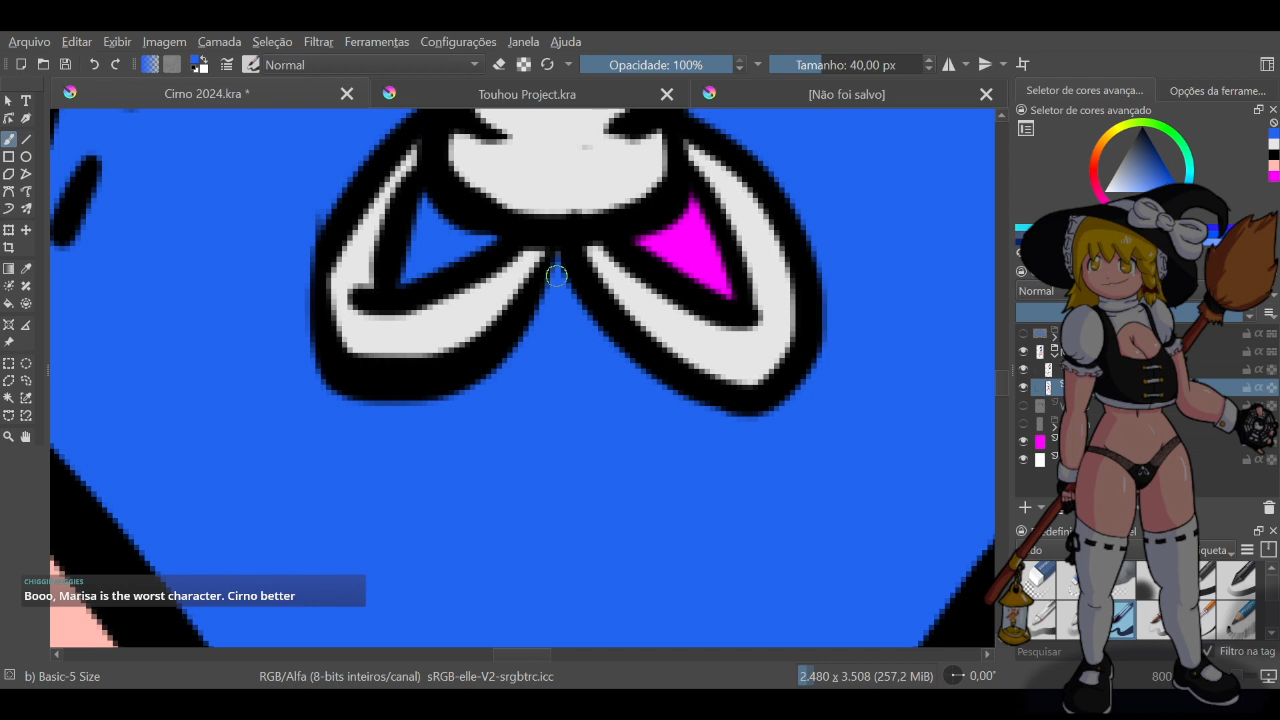 Arquivo Editar Exibir Imagem Camada Seleção Filtrar Ferramentas Configurações Janela Ajuda
Normal Opacidade: 100% Tamanho: 40,00 px
Cirno 2024.kra * Touhou Project.kra [Não foi salvo] Seletor de cores avança... Opções da ferrame...
Seletor de cores avançado
Normal
Booo, Marisa is the worst character. Cirno better
Pesquisar Filtro na tag
b) Basic-5 Size RGB/Alfa (8-bits inteiros/canal) sRGB-elle-V2-srgbtrc.icc 2.480 x 3.508 (257,2 MiB) 0,00° 800